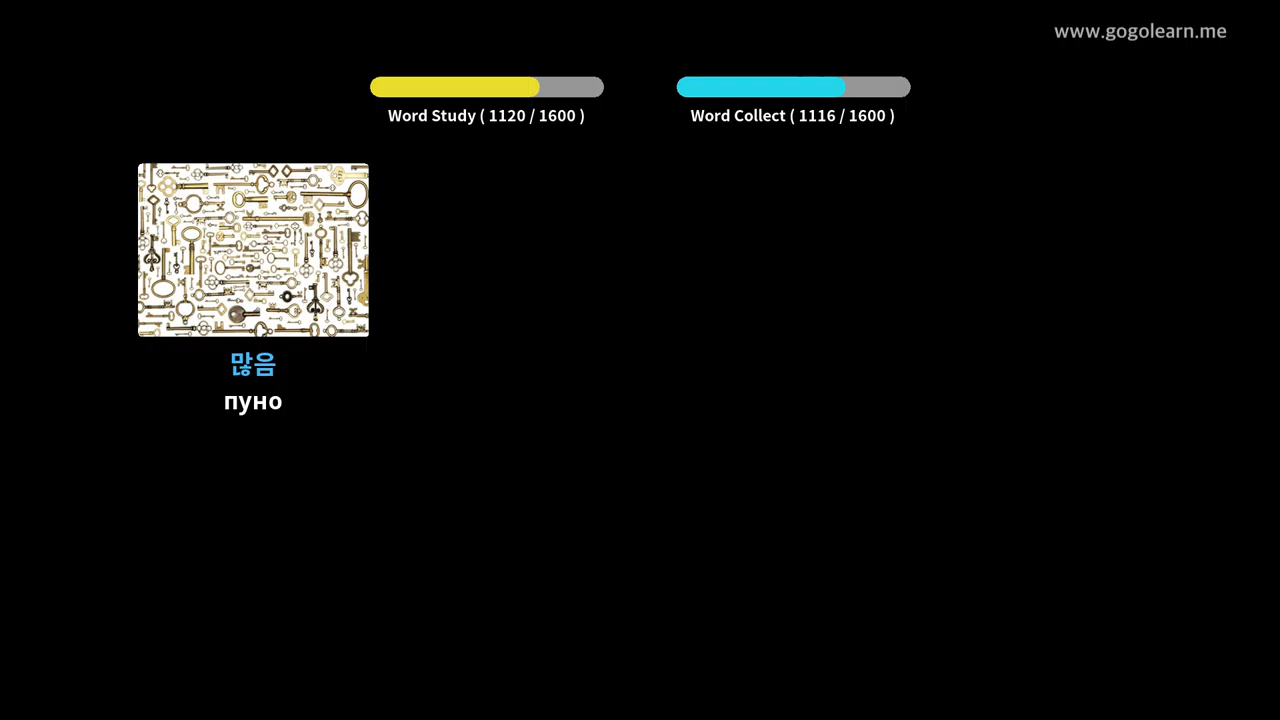 www.gogolearn.me
Word Study ( 1120 / 1600 )
Word Collect ( 1116 / 1600 )
많음
пуно